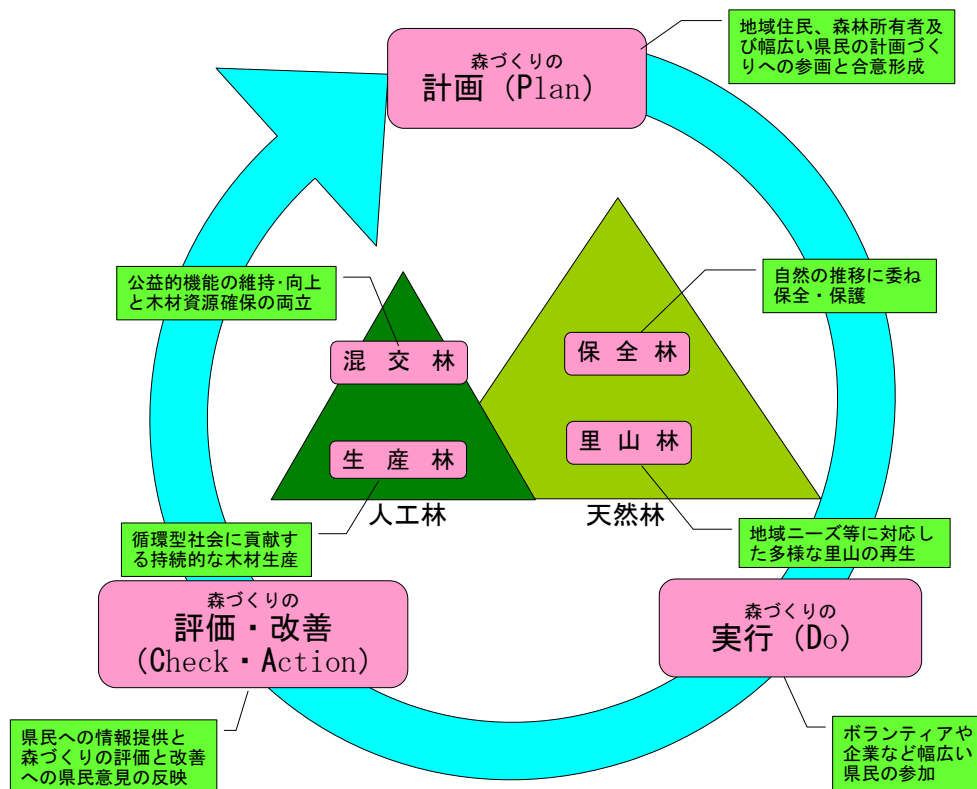 森づくりの
計画（Plan）
地域住民、森林所有者及
び幅広い県民の計画づく
りへの参画と合意形成
公益的機能の維持･向上
と木材資源確保の両立
自然の推移に委ね
保全・保護
混交林
保全林
生産林
里山林
人工林
天然林
循環型社会に貢献す
る持続的な木材生産
地域ニーズ等に対応し
た多様な里山の再生
森づくりの
評価・改善
（Check・Action）
森づくりの
実行（Do）
県民への情報提供と
森づくりの評価と改善
への県民意見の反映
ボランティアや
企業など幅広い
県民の参加